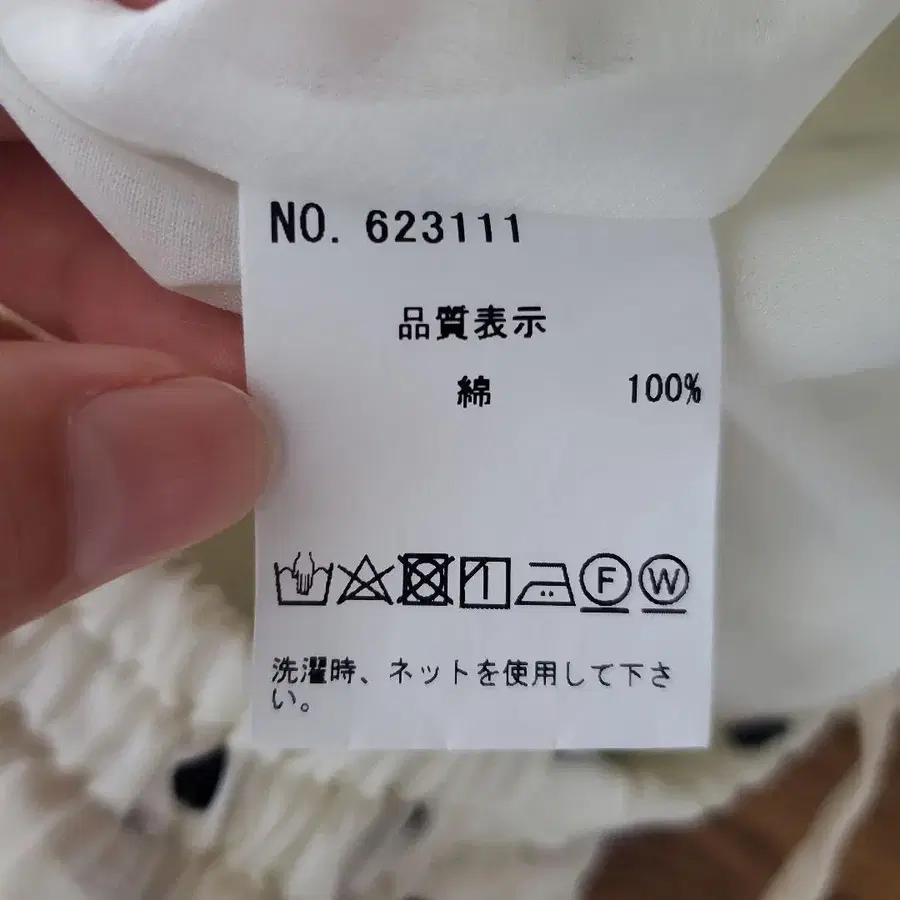 NO. 623111
品質表示
綿 100%
F W
洗濯時、ネットを使用して下さ
い。